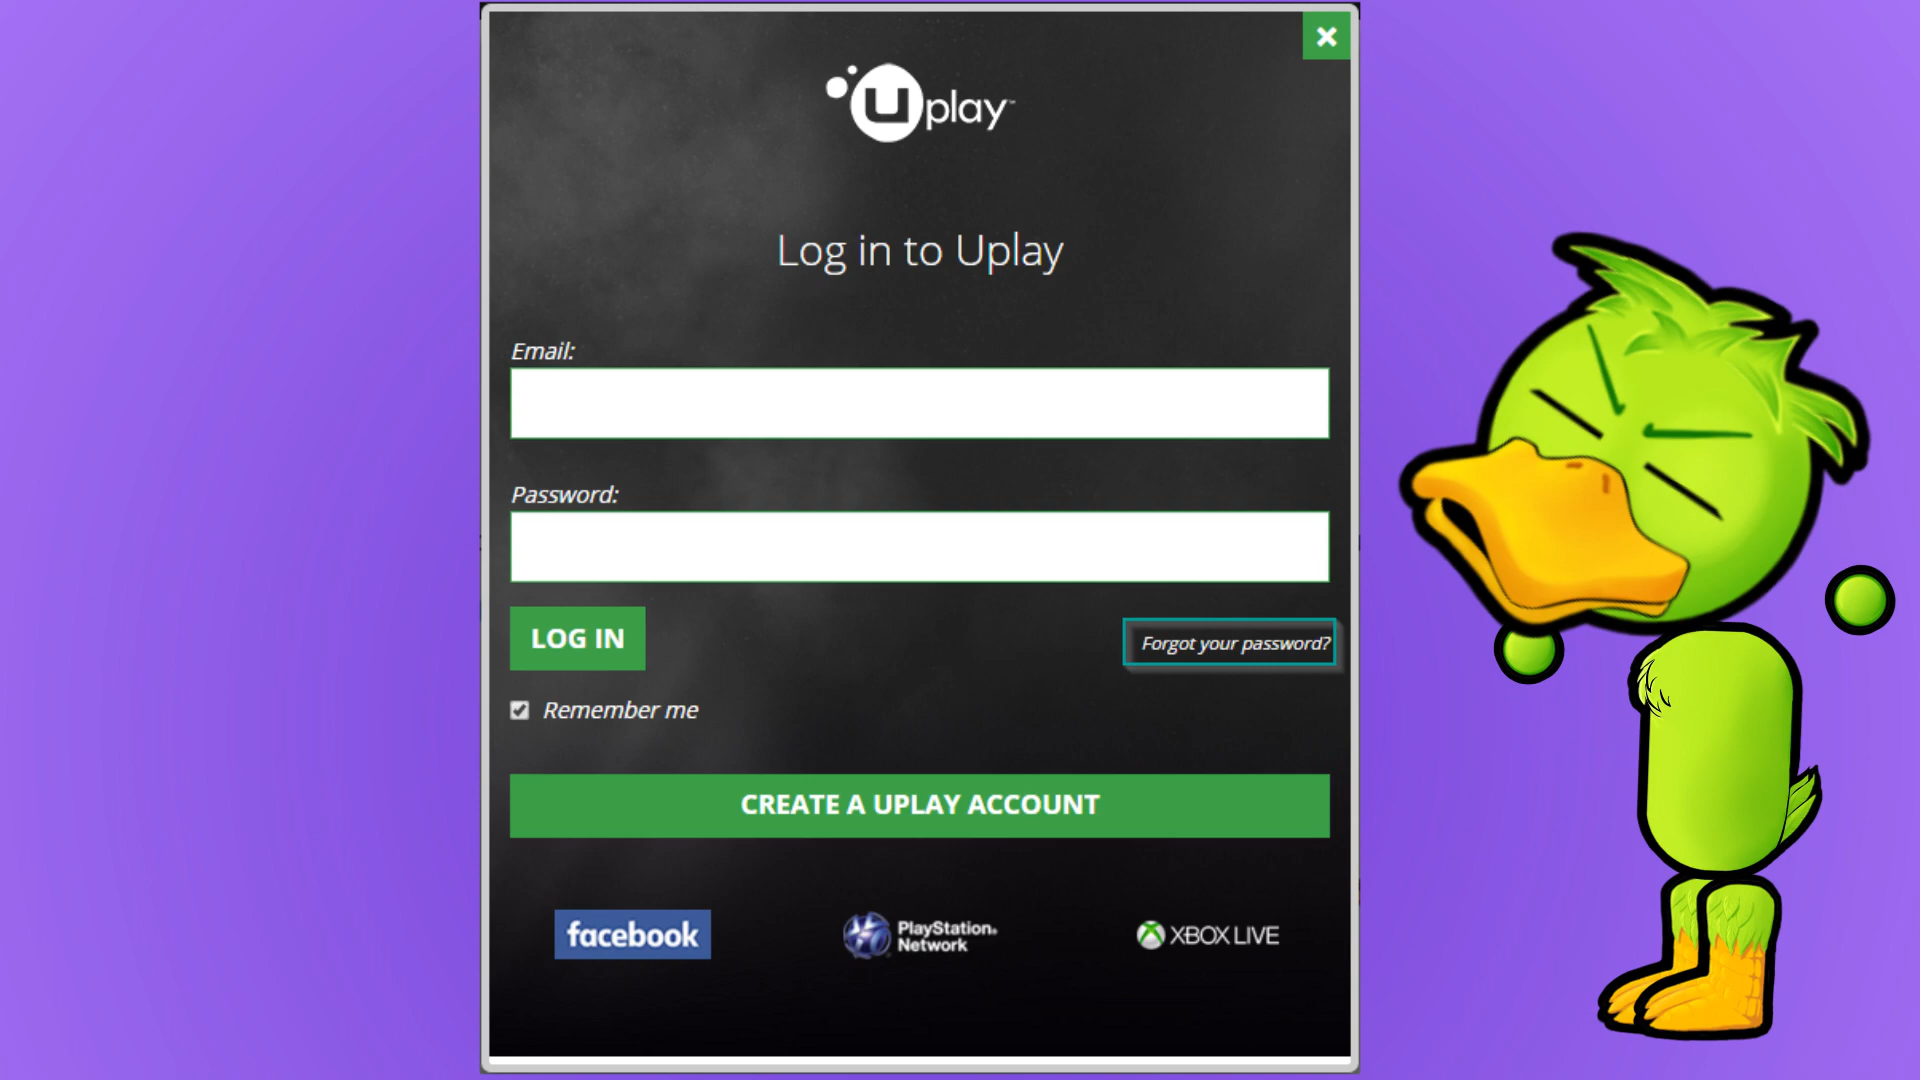 Uplay™
Log in to Uplay
Email:
Password:
LOG IN
Forgot your password?
Remember me
CREATE A UPLAY ACCOUNT
facebook
PlayStation®
Network
XBOX LIVE